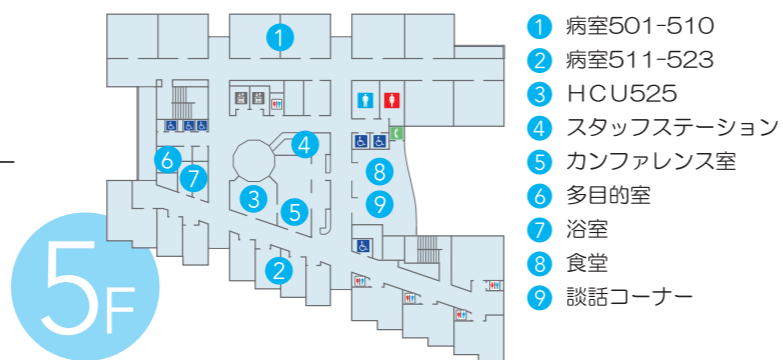 1 病室501-510
2 病室511-523
3 HCU525
4 スタッフステーション
5 カンファレンス室
6 多目的室
7 浴室
8 食堂
9 談話コーナー
1
4
6
7
8
3
5
9
2
5F